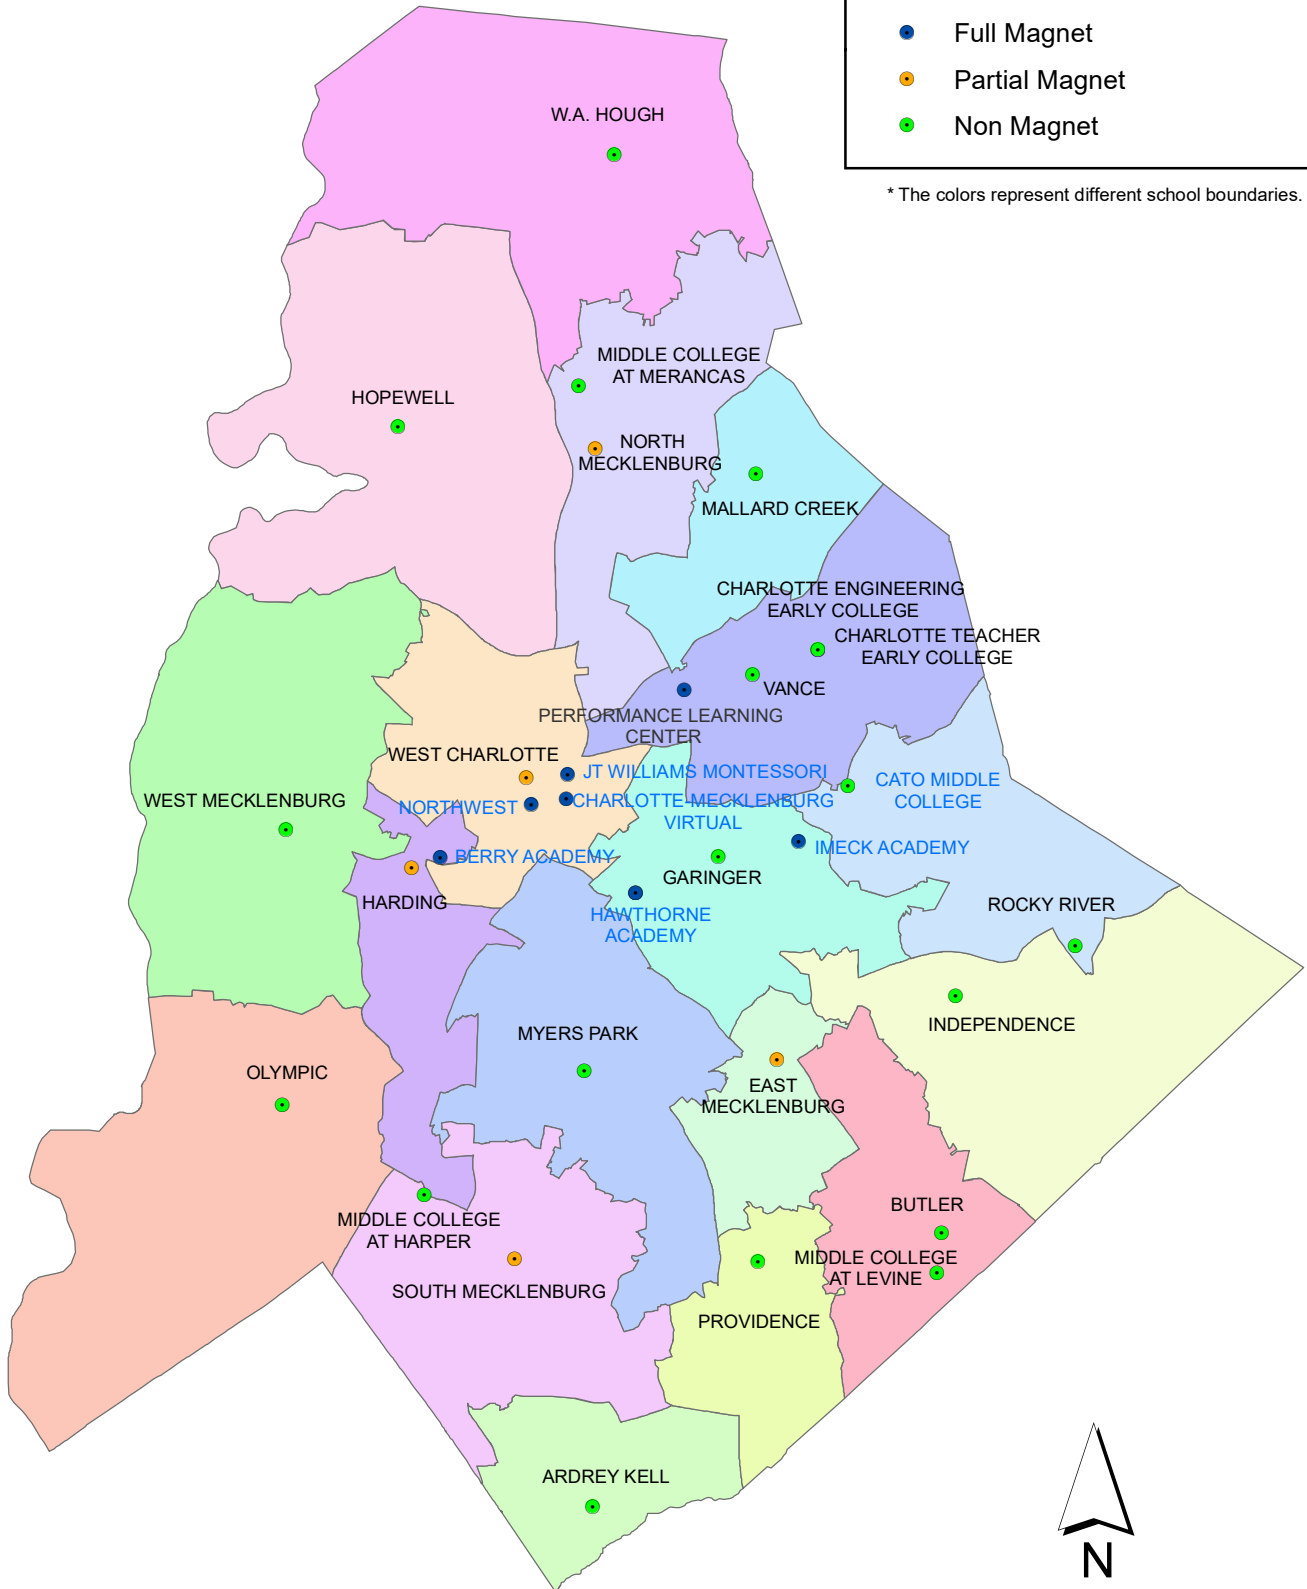 Full Magnet
Partial Magnet
Non Magnet
* The colors represent different school boundaries.
W.A. HOUGH
MIDDLE COLLEGE
AT MERANCAS
HOPEWELL
NORTH
MECKLENBURG
MALLARD CREEK
CHARLOTTE ENGINEERING
EARLY COLLEGE
CHARLOTTE TEACHER
EARLY COLLEGE
VANCE
PERFORMANCE LEARNING
CENTER
WEST CHARLOTTE
JT WILLIAMS MONTESSORI
CATO MIDDLE
COLLEGE
WEST MECKLENBURG
NORTHWEST
CHARLOTTE-MECKLENBURG
VIRTUAL
IMECK ACADEMY
BERRY ACADEMY
GARINGER
HARDING
HAWTHORNE
ACADEMY
ROCKY RIVER
INDEPENDENCE
MYERS PARK
OLYMPIC
EAST
MECKLENBURG
BUTLER
MIDDLE COLLEGE
AT HARPER
MIDDLE COLLEGE
AT LEVINE
SOUTH MECKLENBURG
PROVIDENCE
ARDREY KELL
N